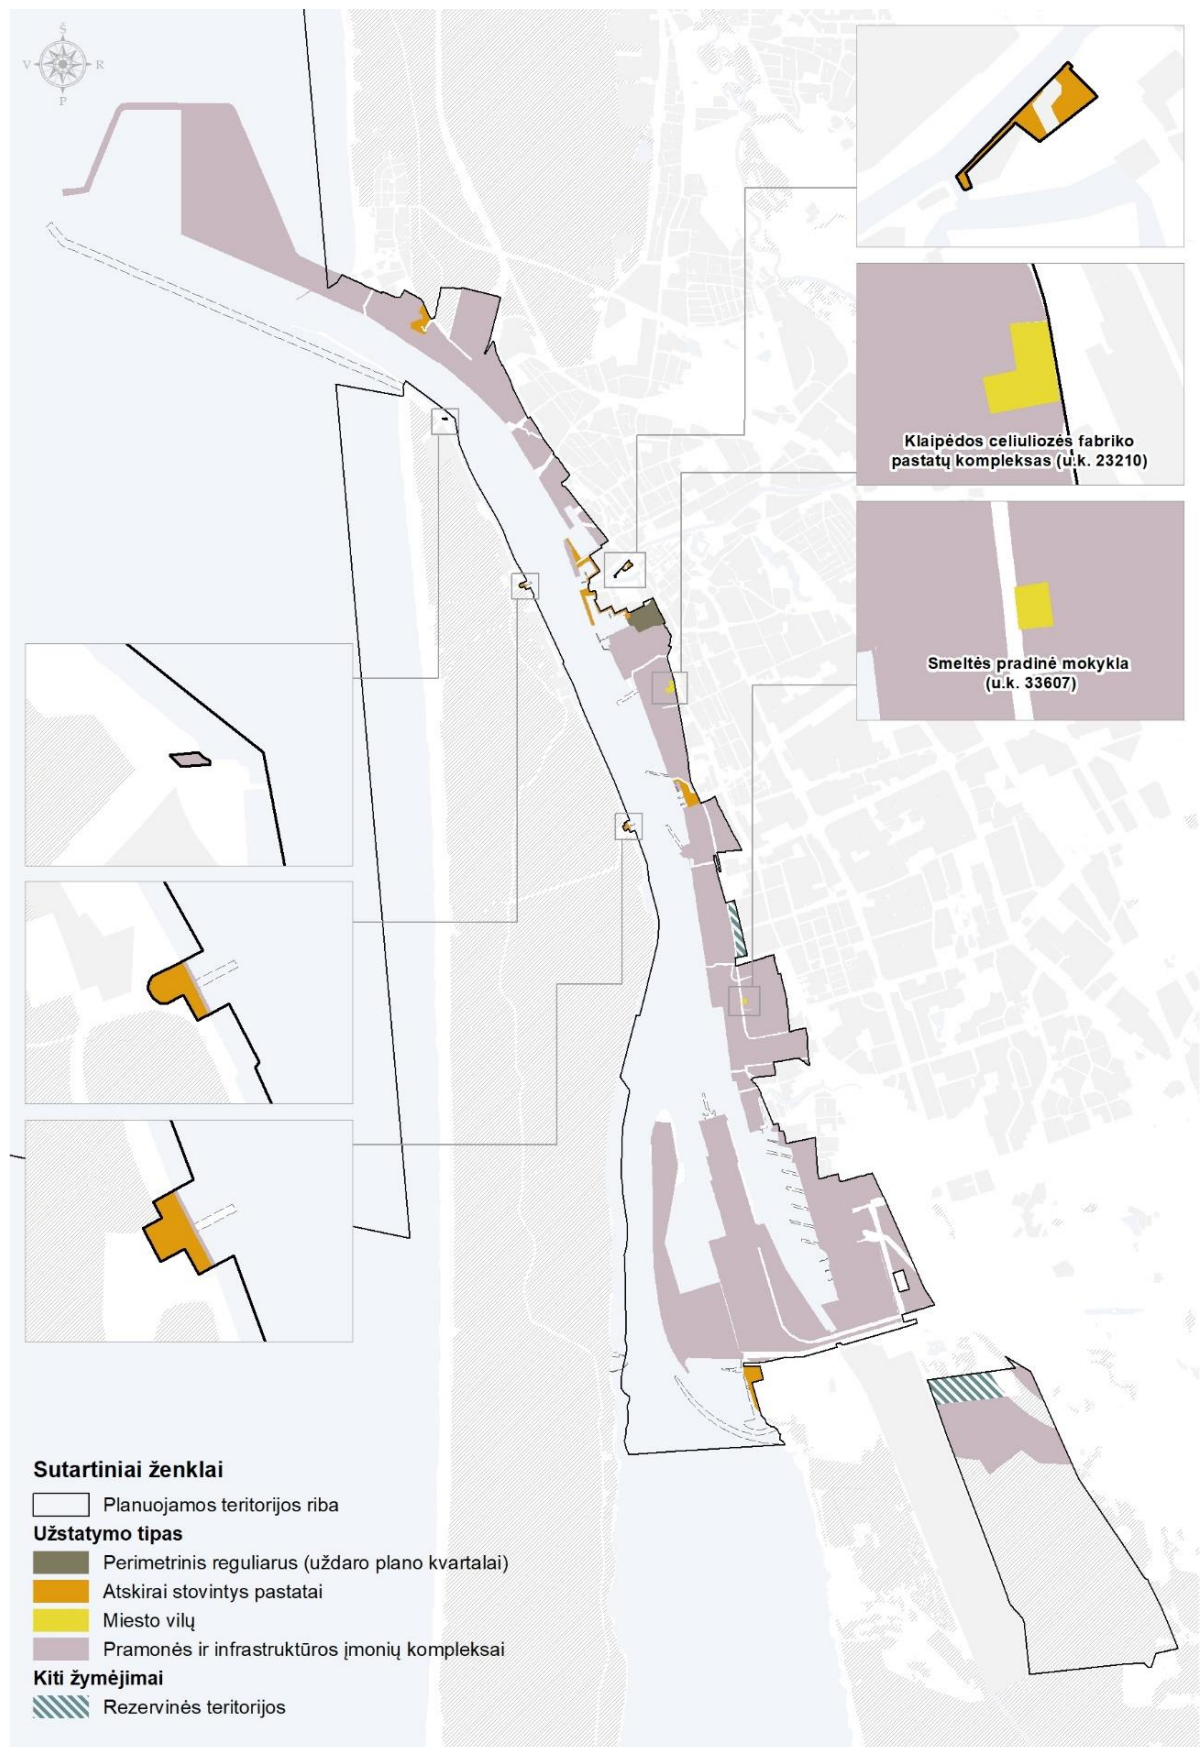 Š
V R
P
Klaipėdos celiuliozės fabriko
pastatų kompleksas (u.k. 23210)
Smeltės pradinė mokykla
(u.k. 33607)
Sutartiniai ženklai
Planuojamos teritorijos riba
Užstatymo tipas
Perimetrinis reguliarus (uždaro plano kvartalai)
Atskirai stovintys pastatai
Miesto vilų
Pramonės ir infrastruktūros įmonių kompleksai
Kiti žymėjimai
Rezervinės teritorijos